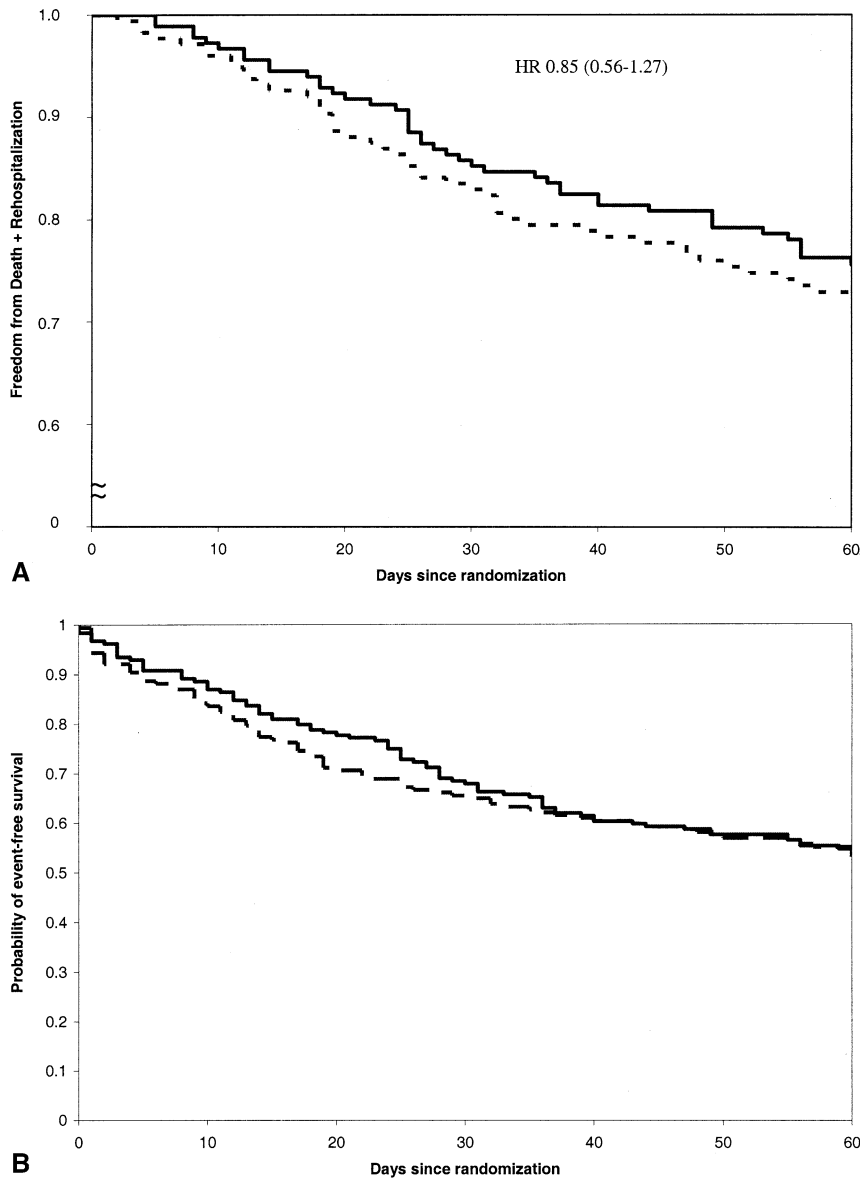 1.0
HR 0.85 (0.56-1.27)
0.9
0.8
0.7
0.6
≈
0
0 10 20 30 40 50 60
Freedom from Death + Rehospitalization
Days since randomization
A
1
0.9
0.8
0.7
0.6
0.5
0.4
0.3
0.2
0.1
0
0 10 20 30 40 50 60
Probability of event-free survival
Days since randomization
B